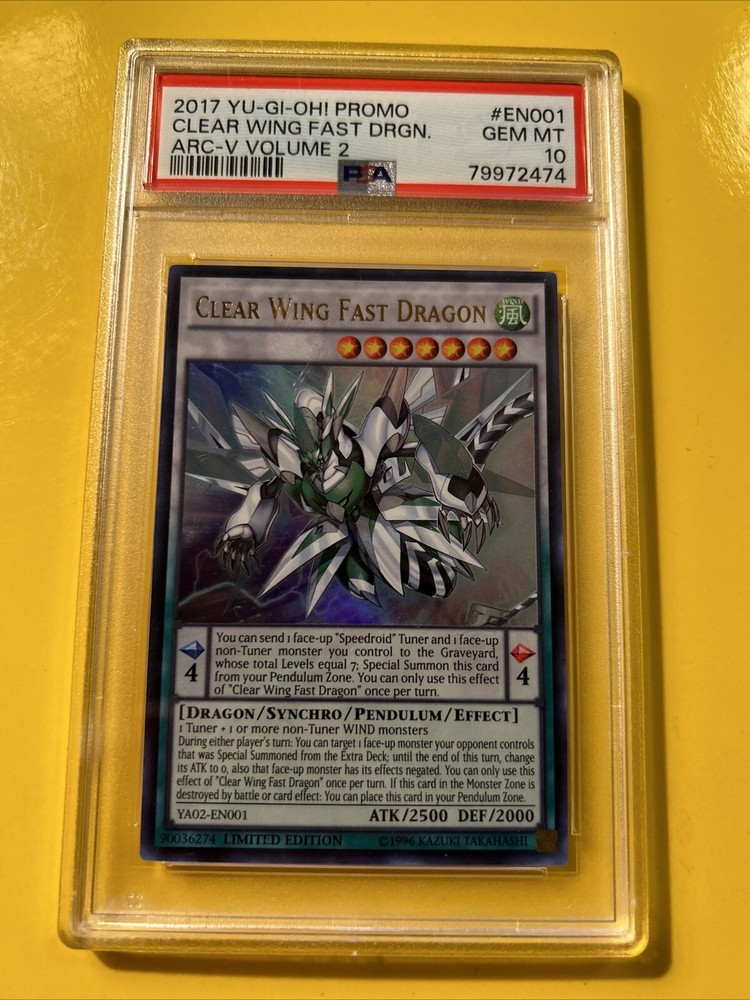 2017 YU-GI-OH! PROMO #EN001
CLEAR WING FAST DRGN. GEM MT
ARC-V VOLUME 2 10
PSA 79972474
CLEAR WING FAST DRAGON
WIND
風
You can send 1 face-up "Speedroid" Tuner and 1 face-up
non-Tuner monster you control to the Graveyard,
whose total Levels equal 7; Special Summon this card
from your Pendulum Zone. You can only use this effect
of "Clear Wing Fast Dragon" once per turn.
4
4
[DRAGON/SYNCHRO/PENDULUM/EFFECT]
1 Tuner + 1 or more non-Tuner WIND monsters
During either player's turn: You can target 1 face-up monster your opponent controls
that was Special Summoned from the Extra Deck; until the end of this turn, change
its ATK to 0, also that face-up monster has its effects negated. You can only use this
effect of "Clear Wing Fast Dragon" once per turn. If this card in the Monster Zone is
destroyed by battle or card effect: You can place this card in your Pendulum Zone.
YA02-EN001 ATK/2500 DEF/2000
90036274 LIMITED EDITION ©1996 KAZUKI TAKAHASHI